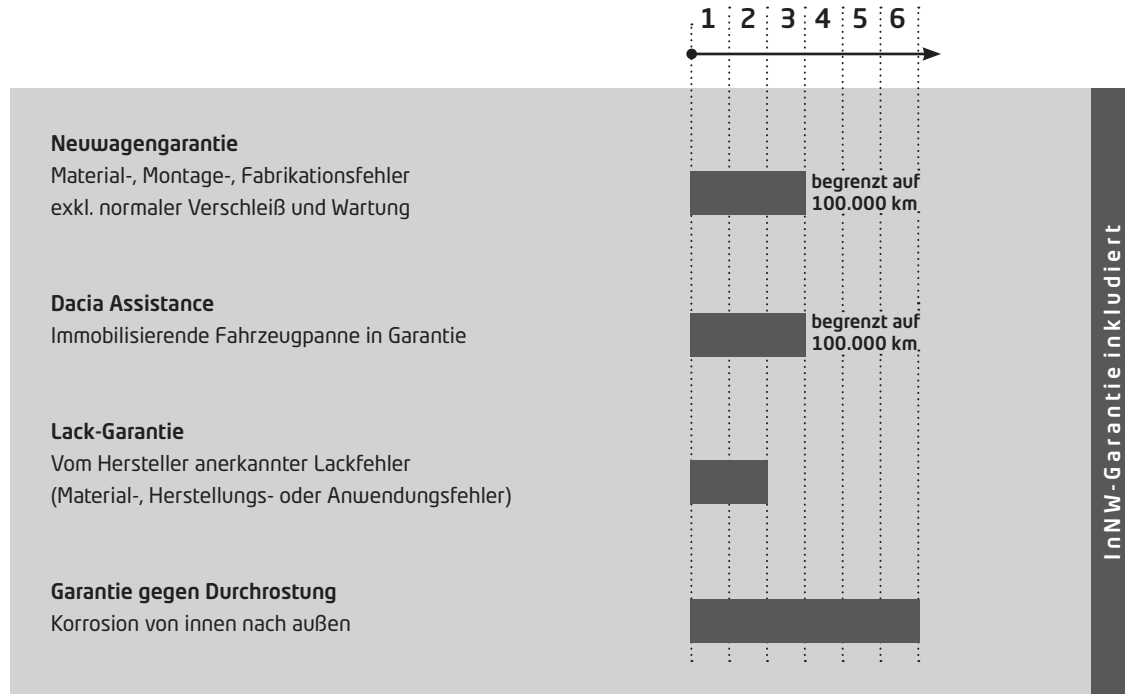 1 2 3 4 5 6
Neuwagengarantie
Material-, Montage-, Fabrikationsfehler
exkl. normaler Verschleiß und Wartung
begrenzt auf
100.000 km
Dacia Assistance
Immobilisierende Fahrzeugpanne in Garantie
begrenzt auf
100.000 km
Lack-Garantie
Vom Hersteller anerkannter Lackfehler
(Material-, Herstellungs- oder Anwendungsfehler)
Garantie gegen Durchrostung
Korrosion von innen nach außen
InNW-Garantieinkludiert